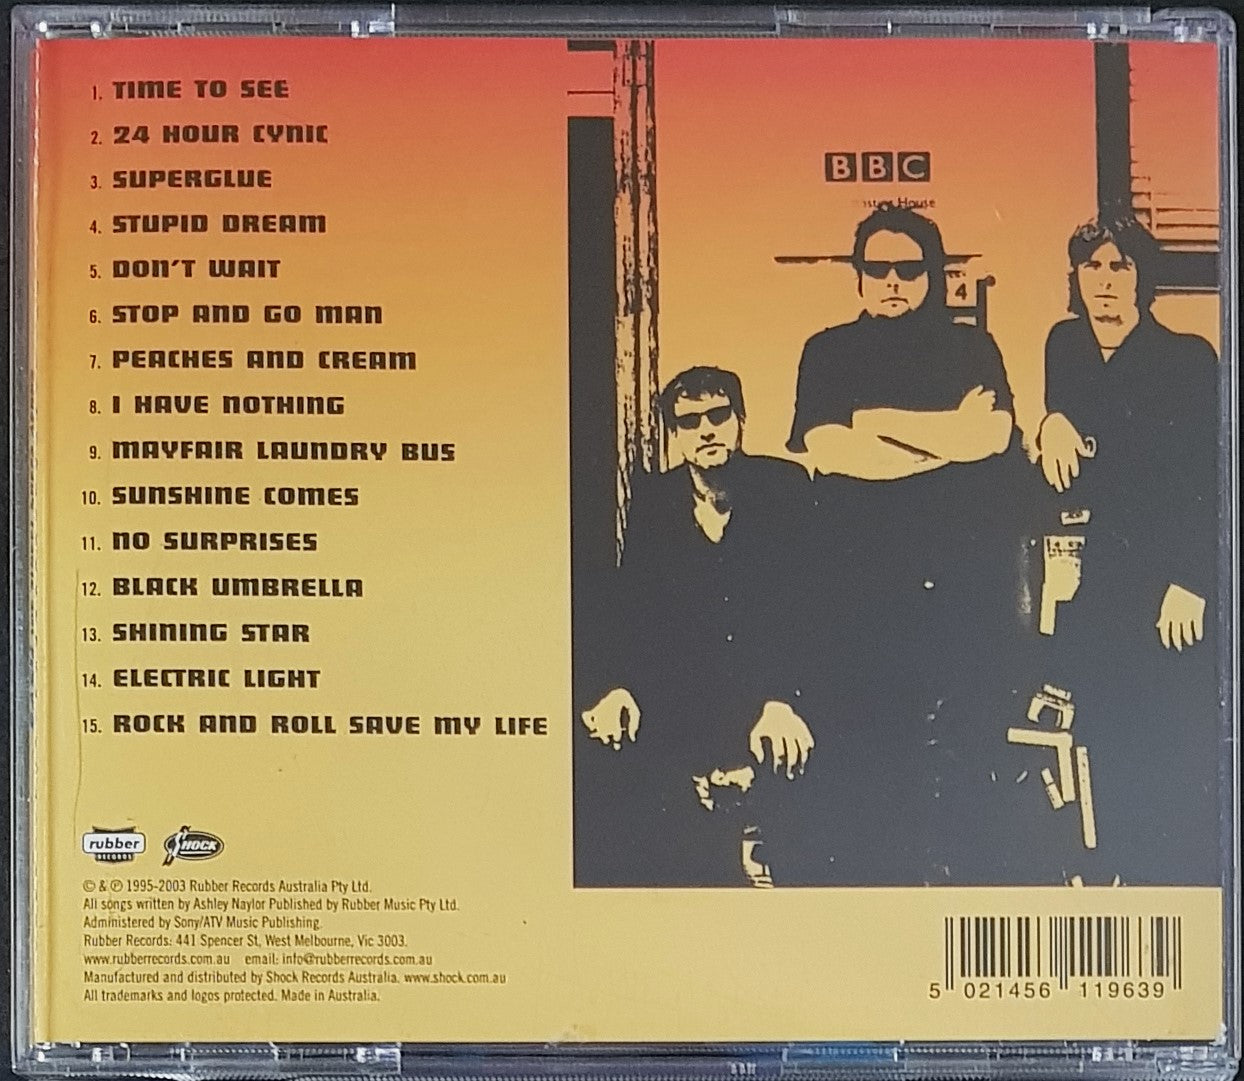 1. TIME TO SEE
2. 24 HOUR CYNIC
3. SUPERGLUE
4. STUPID DREAM
5. DON'T WAIT
6. STOP AND GO MAN
7. PEACHES AND CREAM
8. I HAVE NOTHING
9. MAYFAIR LAUNDRY BUS
10. SUNSHINE COMES
11. NO SURPRISES
12. BLACK UMBRELLA
13. SHINING STAR
14. ELECTRIC LIGHT
15. ROCK AND ROLL SAVE MY LIFE
BBC
House
4
rubber
RECORDS
SHOCK
© & ℗ 1995-2003 Rubber Records Australia Pty Ltd.
All songs written by Ashley Naylor Published by Rubber Music Pty Ltd.
Administered by Sony/ATV Music Publishing.
Rubber Records: 441 Spencer St, West Melbourne, Vic 3003.
www.rubberrecords.com.au email: info@rubberrecords.com.au
Manufactured and distributed by Shock Records Australia. www.shock.com.au
All trademarks and logos protected. Made in Australia.
5 021456 119639